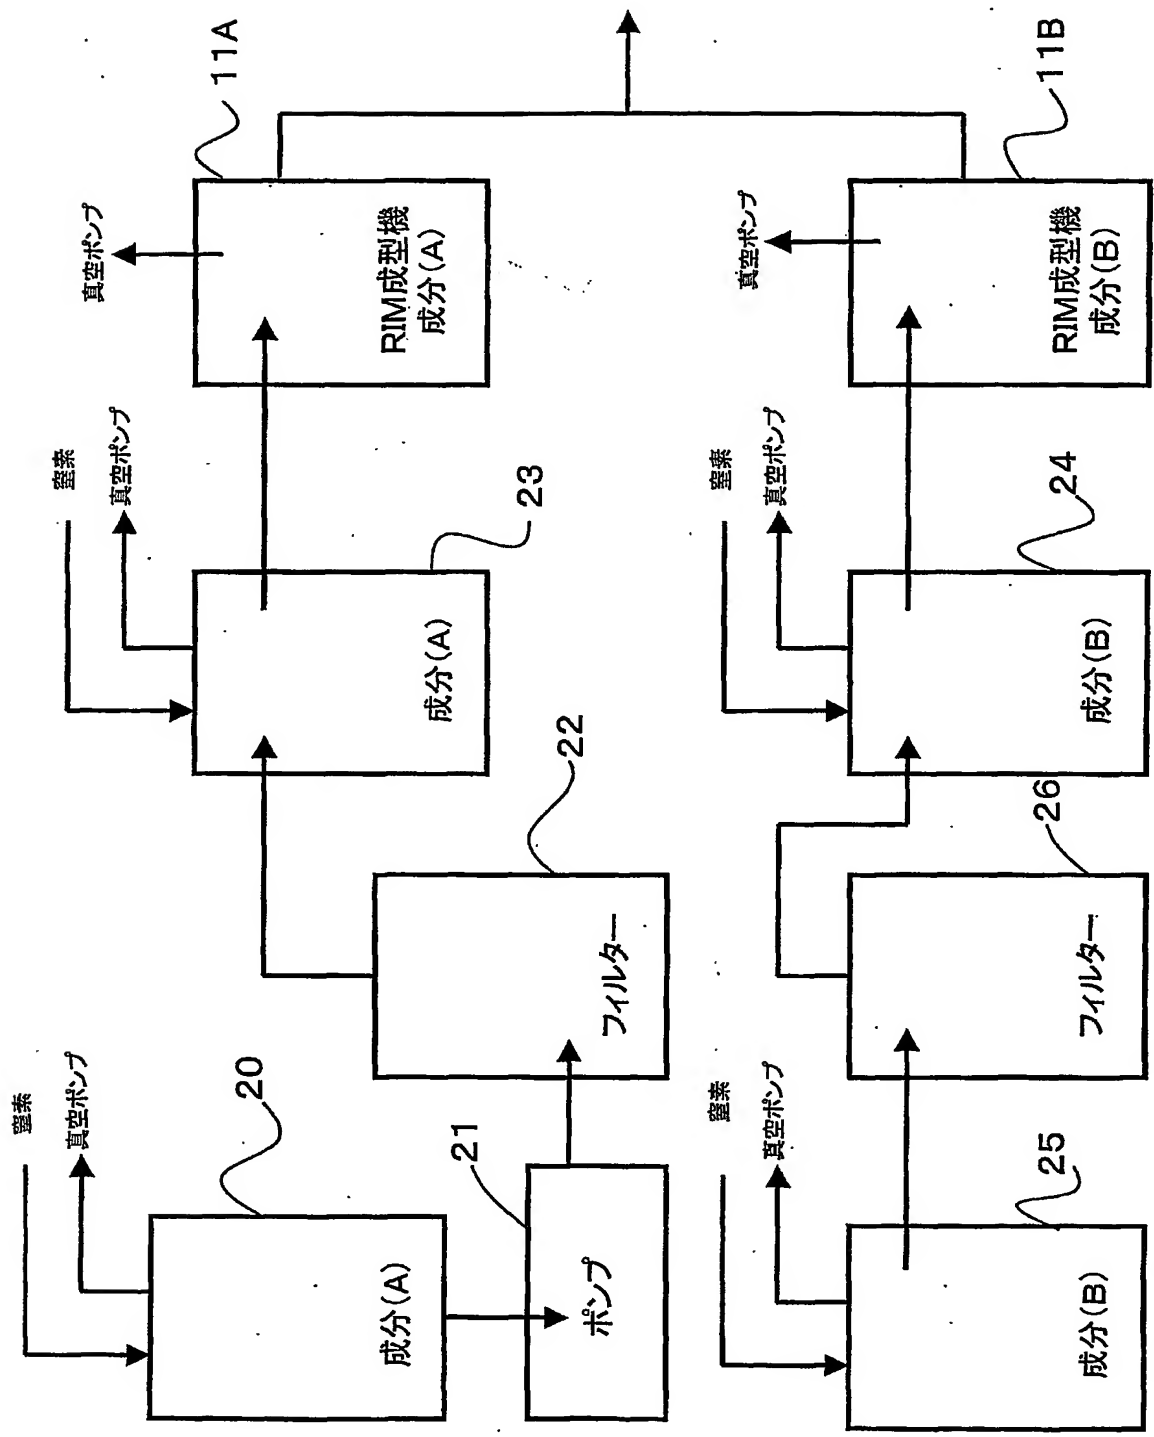 窒素
真空ポンプ
20
成分(A)
21
ポンプ
22
フィルター
窒素
真空ポンプ
23
成分(A)
真空ポンプ
11A
RIM成型機
成分(A)
窒素
真空ポンプ
25
成分(B)
26
フィルター
窒素
真空ポンプ
24
成分(B)
真空ポンプ
11B
RIM成型機
成分(B)